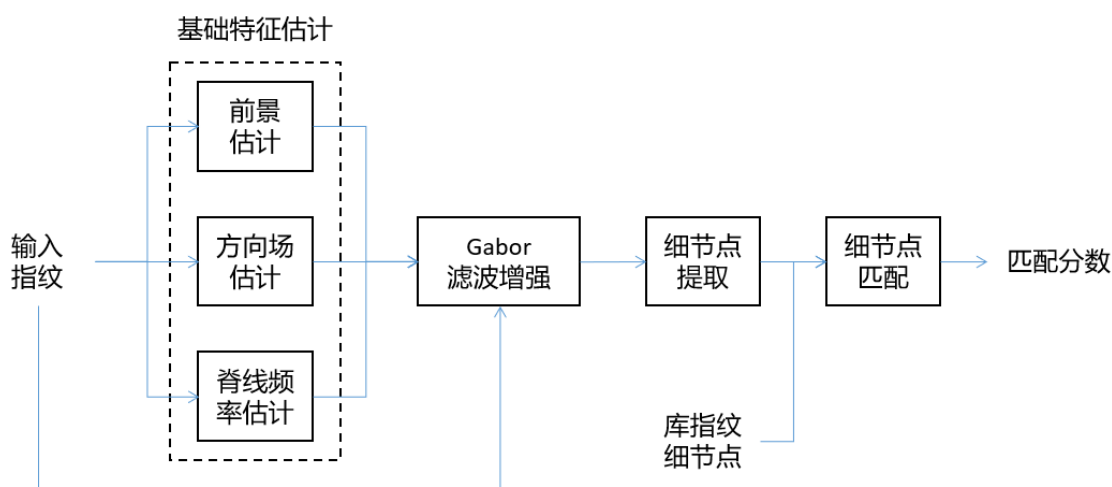 基础特征估计
前景
估计
输入
指纹
方向场
估计
Gabor
滤波增强
细节点
提取
细节点
匹配
匹配分数
脊线频
率估计
库指纹
细节点